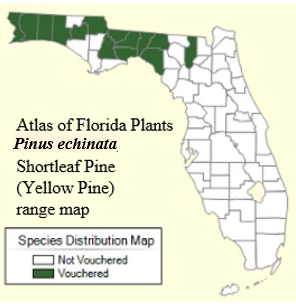 Atlas of Florida Plants
Pinus echinata
Shortleaf Pine
(Yellow Pine)
range map
Species Distribution Map
Not Vouchered
Vouchered